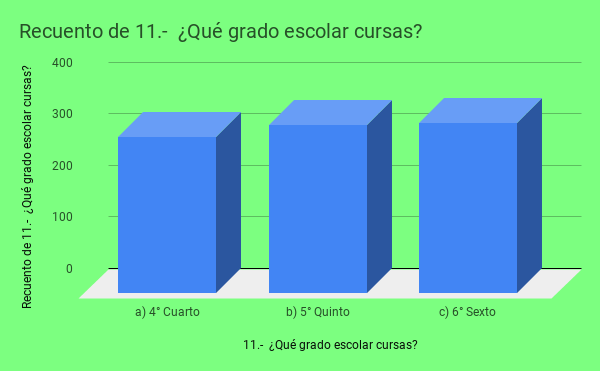 Recuento de 11.-  ¿Qué grado escolar cursas?
Recuento de 11.-  ¿Qué grado escolar cursas?
400
300
200
100
0
a) 4° Cuarto
b) 5° Quinto
c) 6° Sexto
11.-  ¿Qué grado escolar cursas?